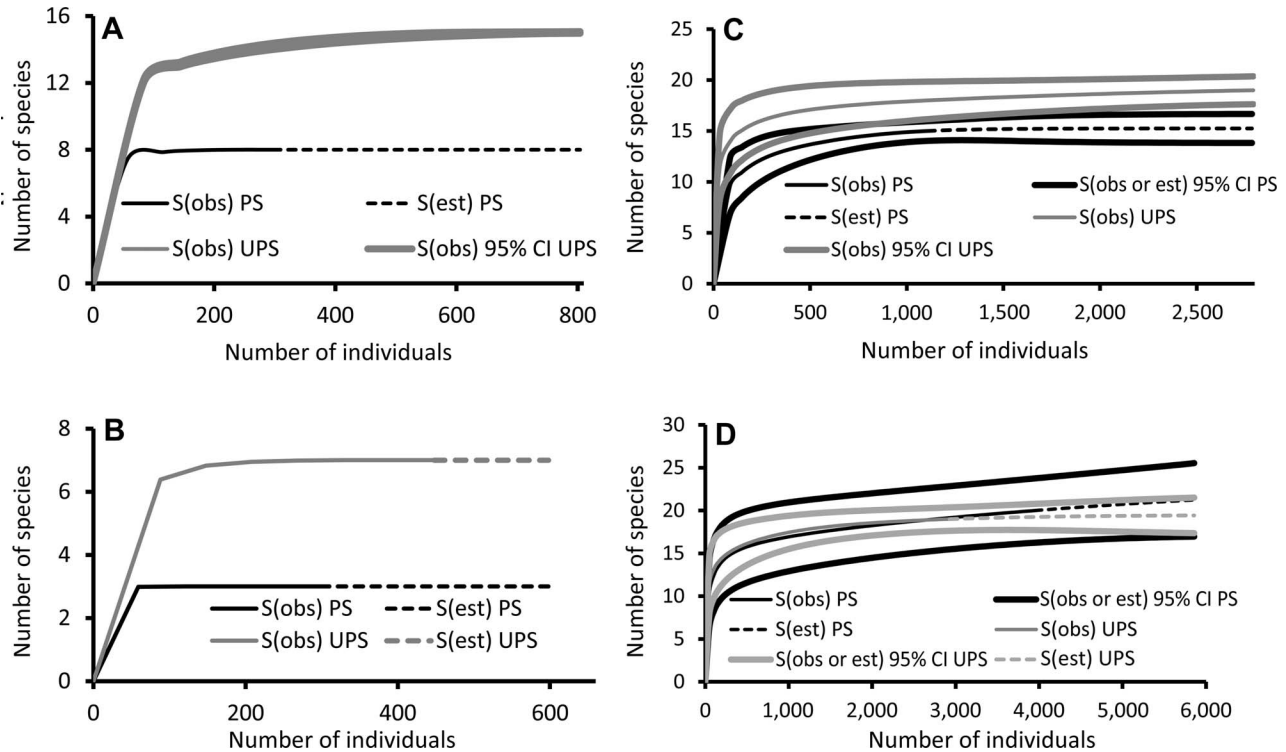 A
Number of species
16
12
8
4
0
S(obs) PS
S(est) PS
S(obs) UPS
S(obs) 95% CI UPS
0 200 400 600 800
Number of individuals
C
Number of species
25
20
15
10
5
0
S(obs) PS
S(obs or est) 95% CI PS
S(est) PS
S(obs) UPS
S(obs) 95% CI UPS
0 500 1,000 1,500 2,000 2,500
Number of individuals
B
Number of species
8
6
4
2
0
S(obs) PS
S(est) PS
S(obs) UPS
S(est) UPS
0 200 400 600
Number of individuals
D
Number of species
30
25
20
15
10
5
0
S(obs) PS
S(obs or est) 95% CI PS
S(est) PS
S(obs) UPS
S(obs or est) 95% CI UPS
S(est) UPS
0 1,000 2,000 3,000 4,000 5,000 6,000
Number of individuals